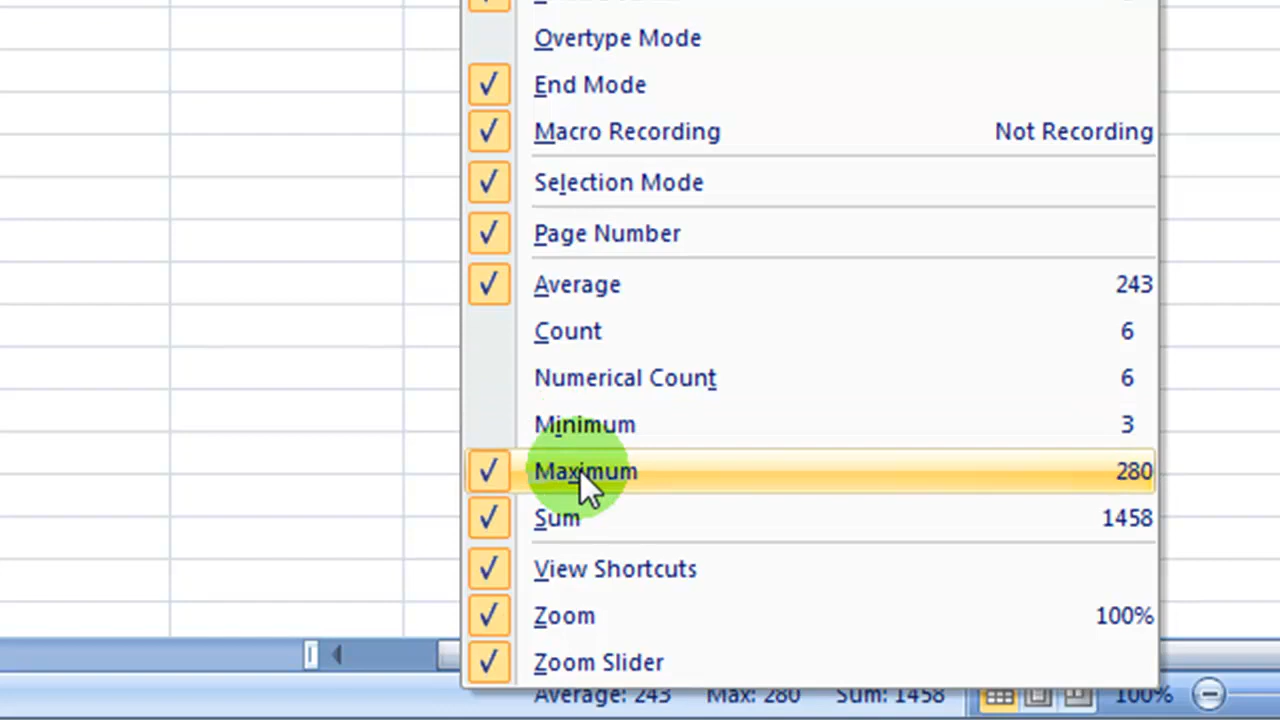 Overtype Mode
End Mode
Macro Recording Not Recording
Selection Mode
Page Number
Average 243
Count 6
Numerical Count 6
Minimum 3
Maximum 280
Sum 1458
View Shortcuts
Zoom 100%
Zoom Slider
Average: 243 Max: 280 Sum: 1458 100%